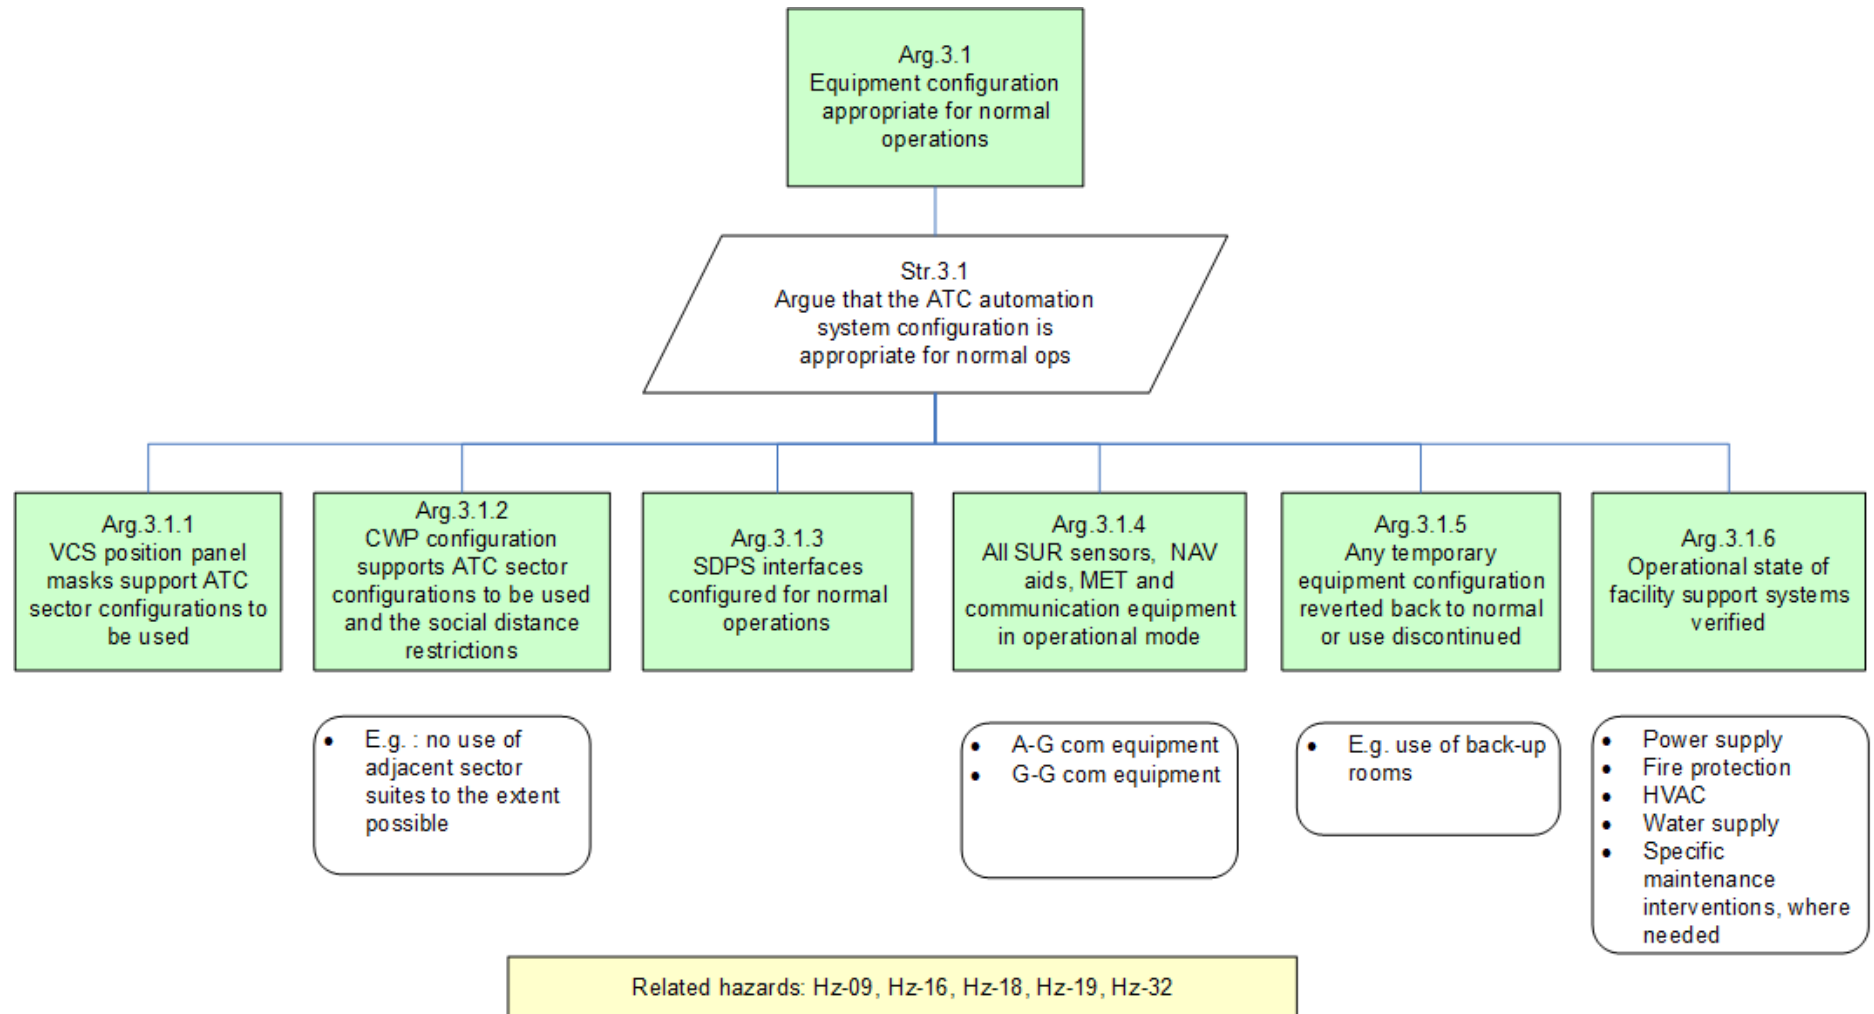 Arg.3.1
Equipment configuration
appropriate for normal
operations
Str.3.1
Argue that the ATC automation
system configuration is
appropriate for normal ops
Arg.3.1.1
VCS position panel
masks support ATC
sector configurations to
be used
Arg.3.1.2
CWP configuration
supports ATC sector
configurations to be used
and the social distance
restrictions
Arg.3.1.3
SDPS interfaces
configured for normal
operations
Arg.3.1.4
All SUR sensors, NAV
aids, MET and
communication equipment
in operational mode
Arg.3.1.5
Any temporary
equipment configuration
reverted back to normal
or use discontinued
Arg.3.1.6
Operational state of
facility support systems
verified
• E.g. : no use of
adjacent sector
suites to the extent
possible
• A-G com equipment
• G-G com equipment
• E.g. use of back-up
rooms
• Power supply
• Fire protection
• HVAC
• Water supply
• Specific
maintenance
interventions, where
needed
Related hazards: Hz-09, Hz-16, Hz-18, Hz-19, Hz-32